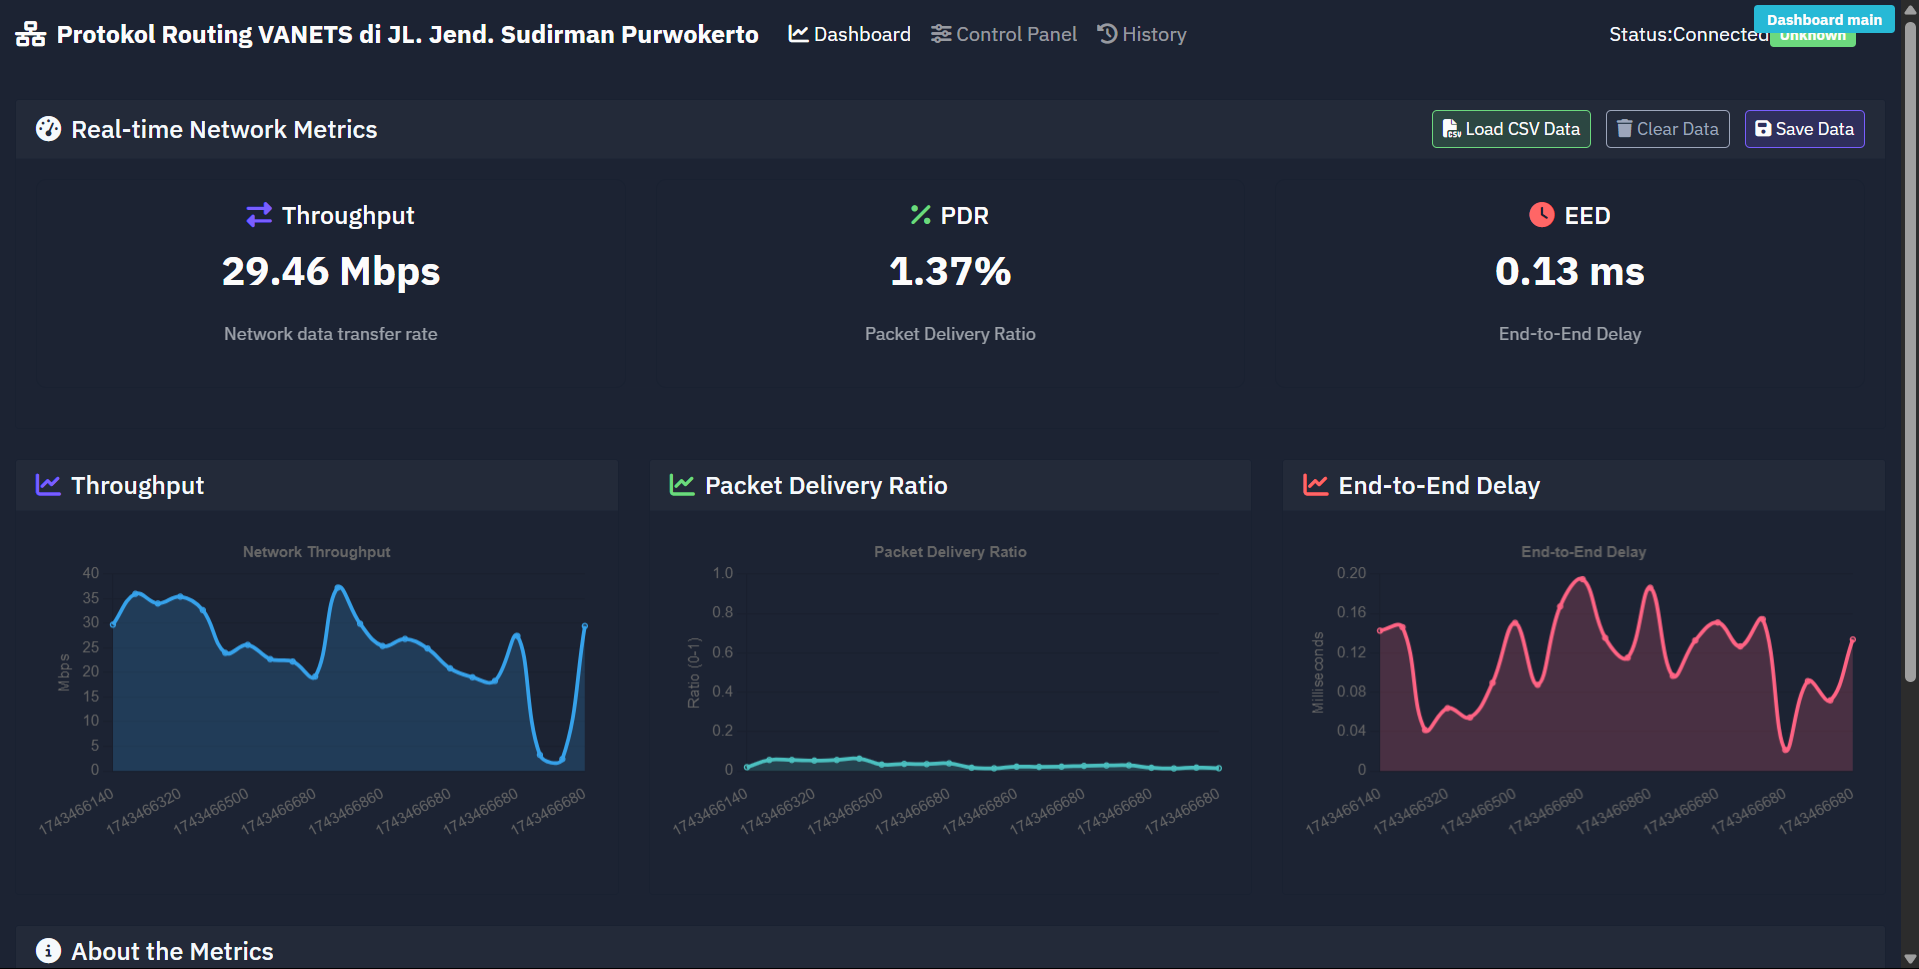 Protokol Routing VANETS di JL. Jend. Sudirman Purwokerto
Dashboard
Control Panel
History
Status:Connected
Unknown
Dashboard main
Real-time Network Metrics
Load CSV Data
Clear Data
Save Data
Throughput
29.46 Mbps
Network data transfer rate
PDR
1.37%
Packet Delivery Ratio
EED
0.13 ms
End-to-End Delay
Throughput
Network Throughput
Mbps
40
35
30
25
20
15
10
5
0
1743466140
1743466320
1743466500
1743466680
1743466860
1743466680
1743466680
1743466680
Packet Delivery Ratio
Packet Delivery Ratio
Ratio (0-1)
1.0
0.8
0.6
0.4
0.2
0
1743466140
1743466320
1743466500
1743466680
1743466860
1743466680
1743466680
1743466680
End-to-End Delay
End-to-End Delay
Milliseconds
0.20
0.16
0.12
0.08
0.04
0
1743466140
1743466320
1743466500
1743466680
1743466860
1743466680
1743466680
1743466680
About the Metrics